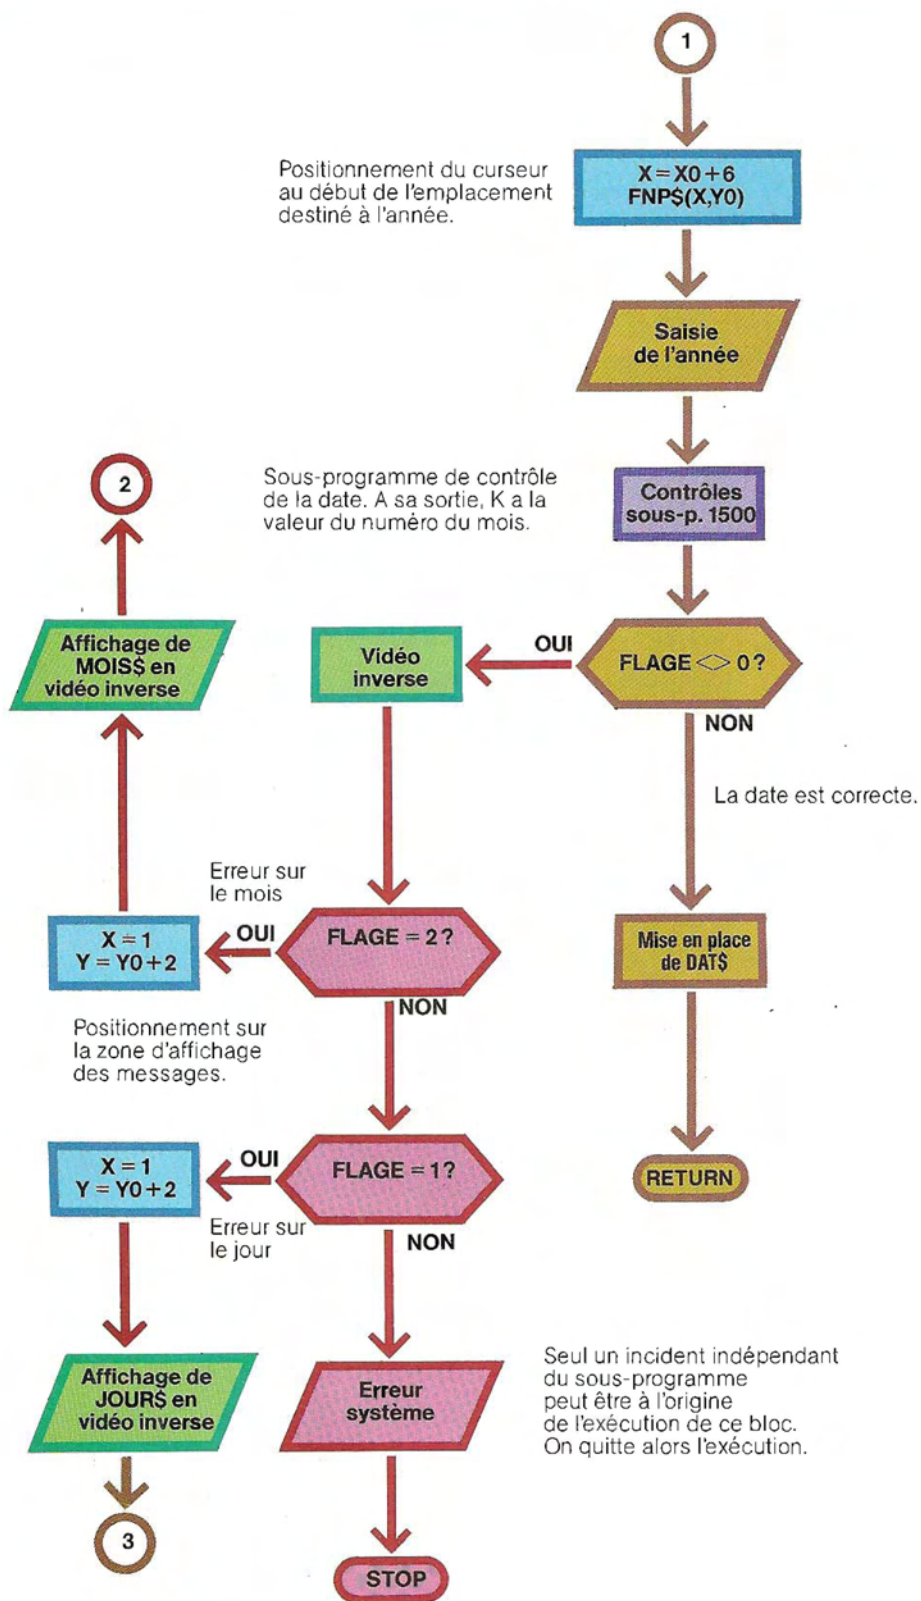 1
Positionnement du curseur
au début de l'emplacement
destiné à l'année.
X = X0+6
FNP$(X,Y0)
Saisie
de l'année
2
Sous-programme de contrôle
de la date. A sa sortie, K a la
valeur du numéro du mois.
Contrôles
sous-p. 1500
Affichage de
MOIS$ en
vidéo inverse
Vidéo
inverse
OUI
FLAGE <> 0?
NON
La date est correcte.
Erreur sur
le mois
X = 1
Y = Y0+2
OUI
FLAGE = 2?
NON
Mise en place
de DAT$
Positionnement sur
la zone d'affichage
des messages.
X = 1
Y = Y0+2
OUI
FLAGE = 1?
RETURN
Erreur sur
le jour
NON
Affichage de
JOUR$ en
vidéo inverse
Erreur
système
Seul un incident indépendant
du sous-programme
peut être à l'origine
de l'exécution de ce bloc.
On quitte alors l'exécution.
3
STOP